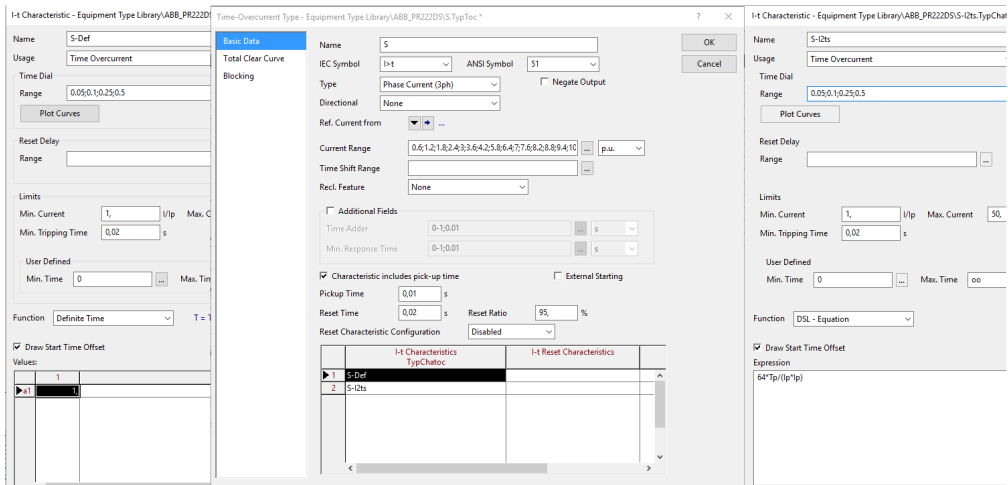 I-t Characteristic - Equipment Type Library\ABB_PR222DS
Name S-Def
Usage Time Overcurrent
Time Dial
Range 0.05;0.1;0.25;0.5
Plot Curves
Reset Delay
Range
Limits
Min. Current 1, I/Ip Max. C
Min. Tripping Time 0,02 s
User Defined
Min. Time 0 ... Max. Tim
Function Definite Time T = T
Draw Start Time Offset
Values:
1
a1 1,
Time-Overcurrent Type - Equipment Type Library\ABB_PR222DS\S.TypToc *
? ×
Basic Data
Total Clear Curve
Blocking
Name S
OK
IEC Symbol I>t ANSI Symbol 51
Cancel
Type Phase Current (3ph) Negate Output
Directional None
Ref. Current from ...
Current Range 0.6;1.2;1.8;2.4;3;3.6;4.2;5.8;6.4;7;7.6;8.2;8.8;9.4;10 ... p.u.
Time Shift Range ...
Recl. Feature None
Additional Fields
Time Adder 0-1;0.01 ... s
Min. Response Time 0-1;0.01 ... s
Characteristic includes pick-up time External Starting
Pickup Time 0,01 s
Reset Time 0,02 s Reset Ratio 95, %
Reset Characteristic Configuration Disabled
I-t Characteristics I-t Reset Characteristics
TypChatoc
1 S-Def
2 S-I2ts
I-t Characteristic - Equipment Type Library\ABB_PR222DS\S-I2ts.TypChato
Name S-I2ts
Usage Time Overcurrent
Time Dial
Range 0.05;0.1;0.25;0.5
Plot Curves
Reset Delay
Range ...
Limits
Min. Current 1, I/Ip Max. Current 50,
Min. Tripping Time 0,02 s
User Defined
Min. Time 0 ... Max. Time oo
Function DSL - Equation
Draw Start Time Offset
Expression
64*Tp/(Ip*Ip)